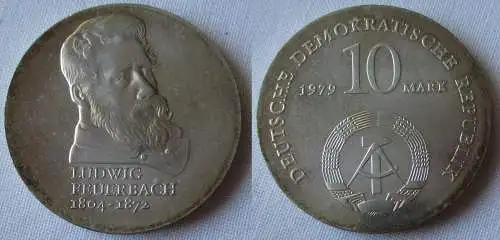 LUDWIG
FEUERBACH
1804-1872
DEUTSCHE DEMOKRATISCHE REPUBLIK
1979 10 MARK